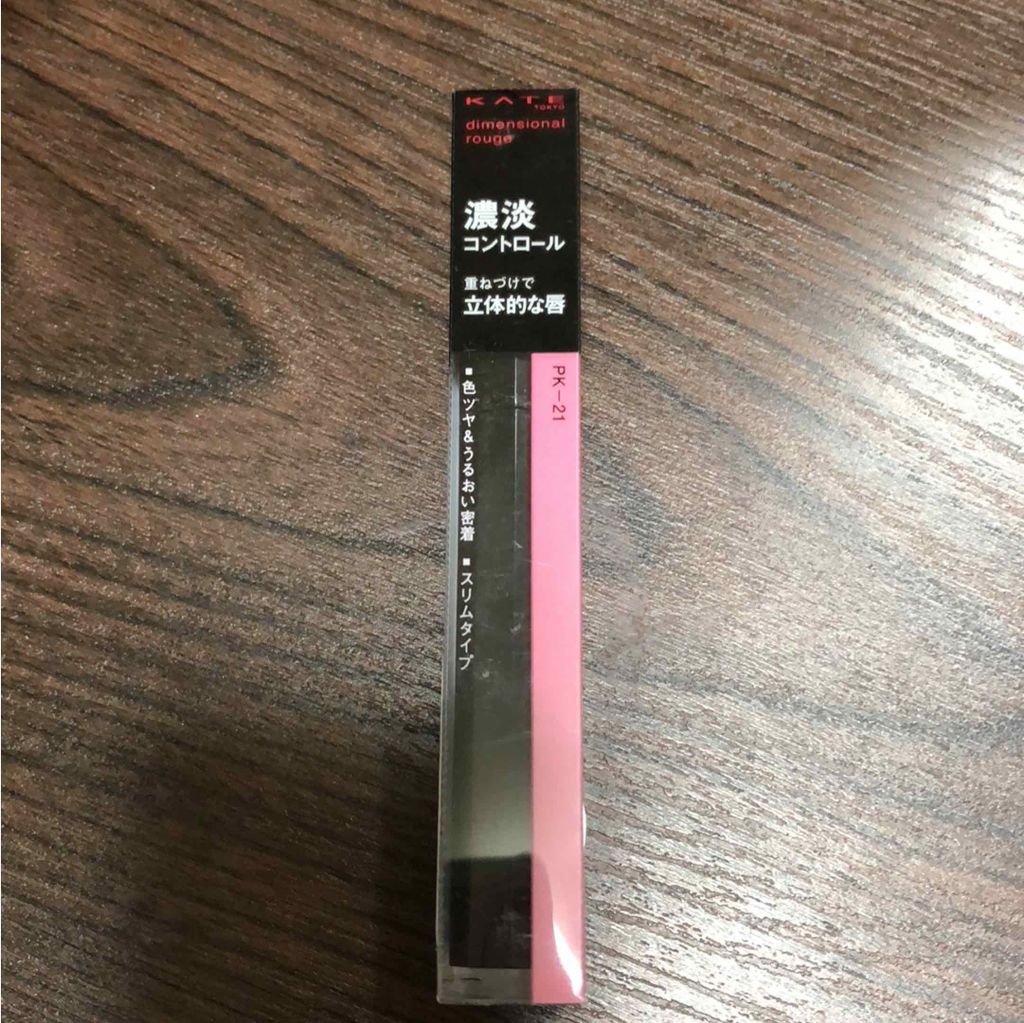 KATE
TOKYO
dimensional
rouge
濃淡
コントロール
重ねづけで
立体的な唇
PK-21
■色ツヤ&うるおい密着 ■スリムタイプ